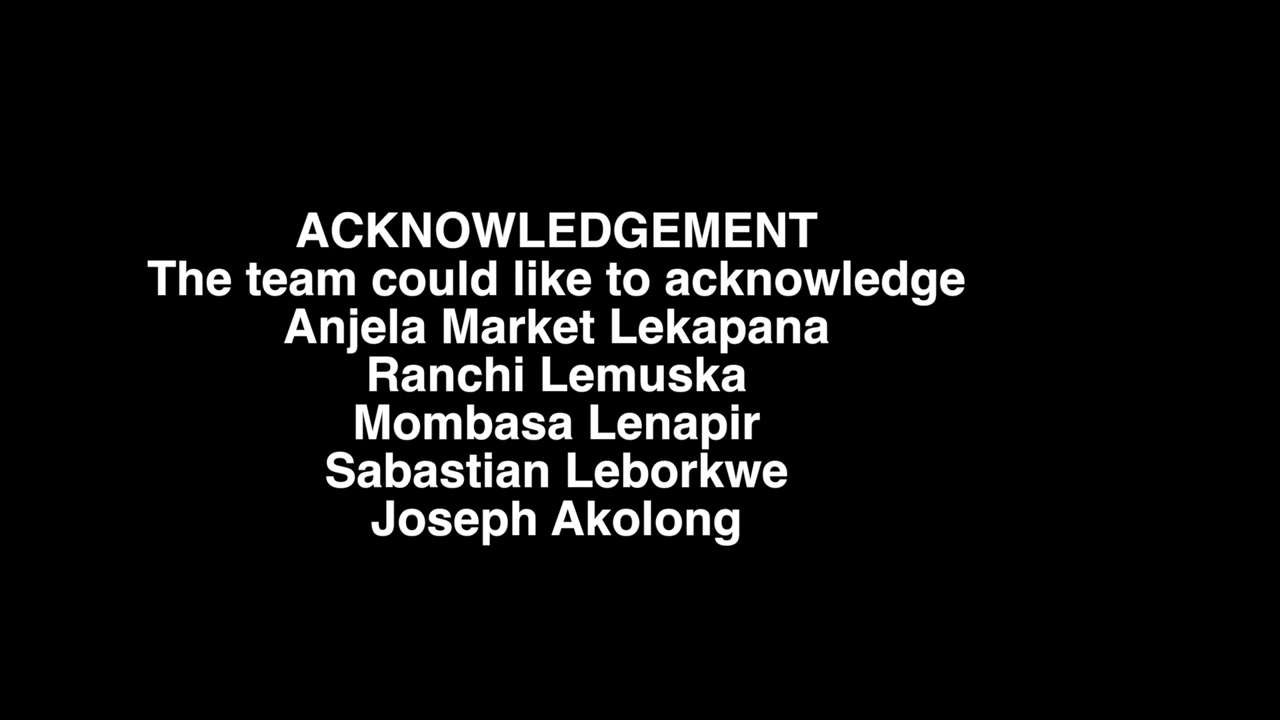 ACKNOWLEDGEMENT
The team could like to acknowledge
Anjela Market Lekapana
Ranchi Lemuska
Mombasa Lenapir
Sabastian Leborkwe
Joseph Akolong